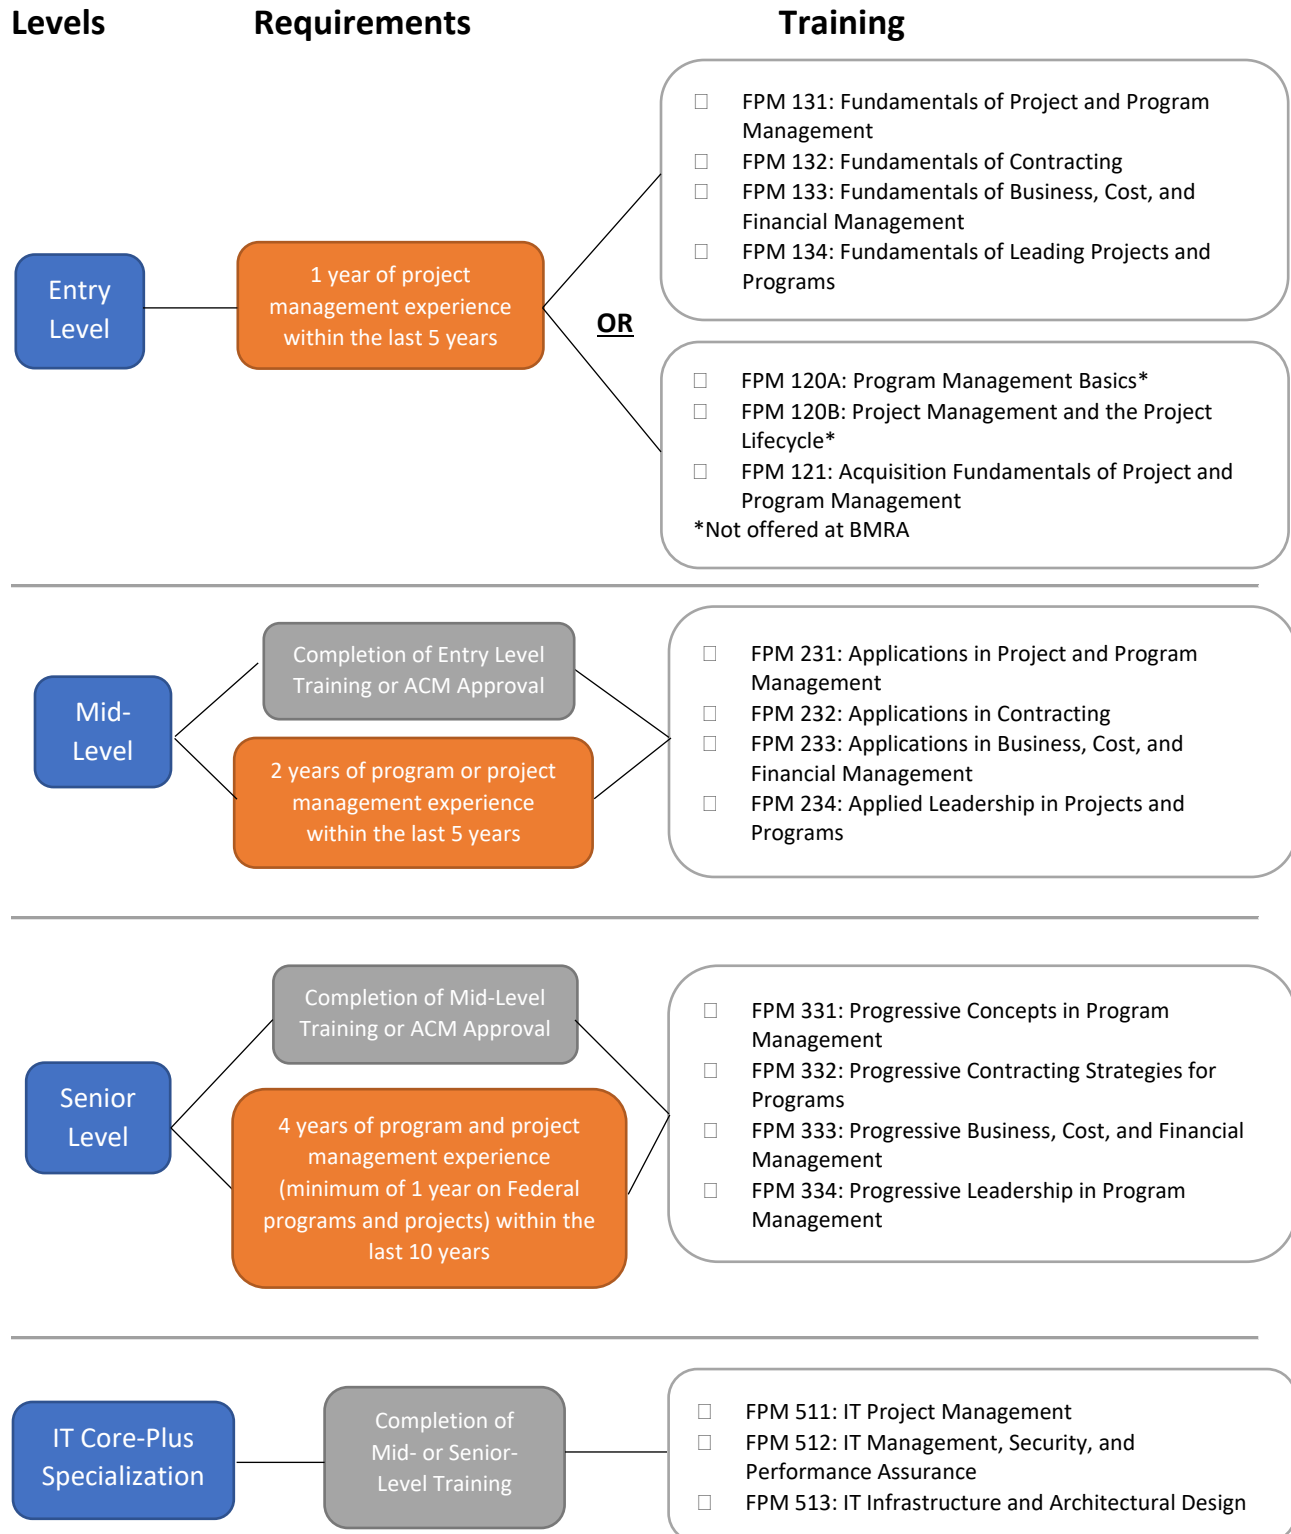 Levels Requirements Training
FPM 131: Fundamentals of Project and Program
Management
FPM 132: Fundamentals of Contracting
FPM 133: Fundamentals of Business, Cost, and
Financial Management
FPM 134: Fundamentals of Leading Projects and
Programs
Entry
Level
1 year of project
management experience
within the last 5 years
OR
FPM 120A: Program Management Basics*
FPM 120B: Project Management and the Project
Lifecycle*
FPM 121: Acquisition Fundamentals of Project and
Program Management
*Not offered at BMRA
Mid-
Level
Completion of Entry Level
Training or ACM Approval
2 years of program or project
management experience
within the last 5 years
FPM 231: Applications in Project and Program
Management
FPM 232: Applications in Contracting
FPM 233: Applications in Business, Cost, and
Financial Management
FPM 234: Applied Leadership in Projects and
Programs
Senior
Level
Completion of Mid-Level
Training or ACM Approval
4 years of program and project
management experience
(minimum of 1 year on Federal
programs and projects) within the
last 10 years
FPM 331: Progressive Concepts in Program
Management
FPM 332: Progressive Contracting Strategies for
Programs
FPM 333: Progressive Business, Cost, and Financial
Management
FPM 334: Progressive Leadership in Program
Management
IT Core-Plus
Specialization
Completion of
Mid- or Senior-
Level Training
FPM 511: IT Project Management
FPM 512: IT Management, Security, and
Performance Assurance
FPM 513: IT Infrastructure and Architectural Design